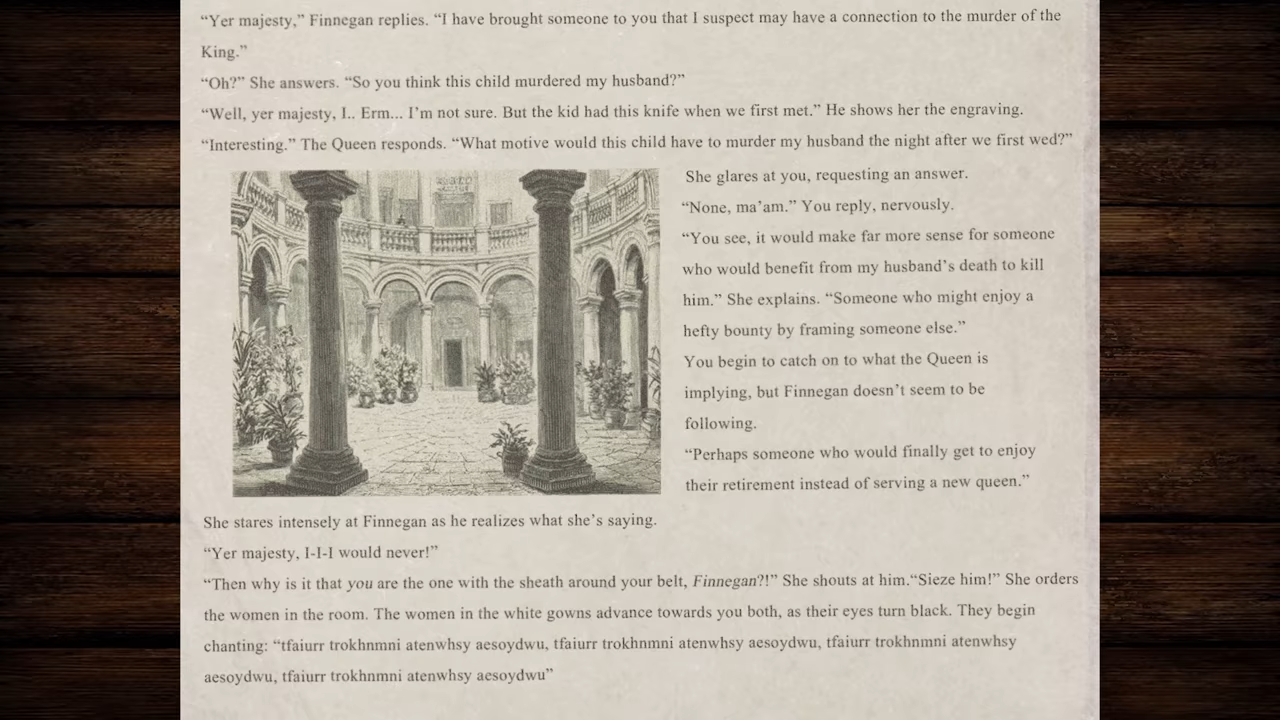 “Yer majesty,” Finnegan replies. “I have brought someone to you that I suspect may have a connection to the murder of the
King.”
“Oh?” She answers. “So you think this child murdered my husband?”
“Well, yer majesty, I.. Erm... I’m not sure. But the kid had this knife when we first met.” He shows her the engraving.
“Interesting.” The Queen responds. “What motive would this child have to murder my husband the night after we first wed?”
She glares at you, requesting an answer.
“None, ma’am.” You reply, nervously.
“You see, it would make far more sense for someone
who would benefit from my husband’s death to kill
him.” She explains. “Someone who might enjoy a
hefty bounty by framing someone else.”
You begin to catch on to what the Queen is
implying, but Finnegan doesn’t seem to be
following.
“Perhaps someone who would finally get to enjoy
their retirement instead of serving a new queen.”
She stares intensely at Finnegan as he realizes what she’s saying.
“Yer majesty, I-I-I would never!”
“Then why is it that you are the one with the sheath around your belt, Finnegan?!” She shouts at him.“Sieze him!” She orders
the women in the room. The women in the white gowns advance towards you both, as their eyes turn black. They begin
chanting: “tfaiurr trokhnmni atenwhsy aesoydwu, tfaiurr trokhnmni atenwhsy aesoydwu, tfaiurr trokhnmni atenwhsy
aesoydwu, tfaiurr trokhnmni atenwhsy aesoydwu”